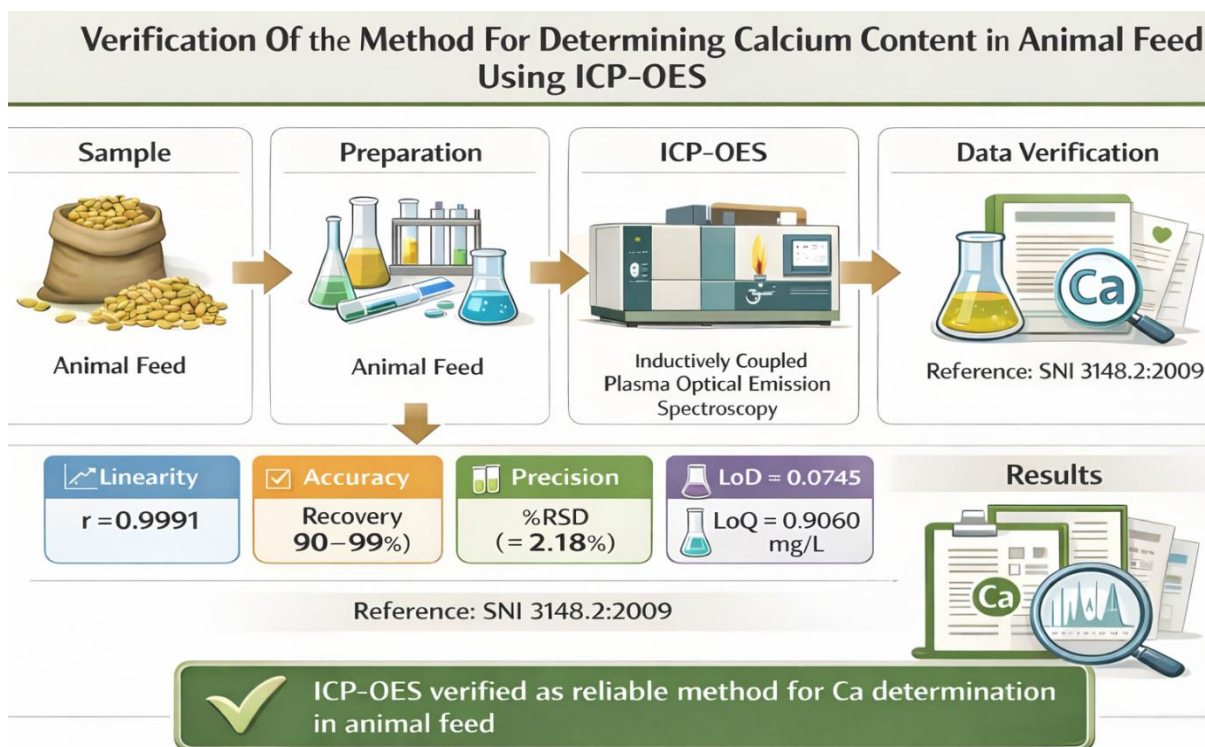 Verification Of the Method For Determining Calcium Content in Animal Feed
Using ICP-OES
Sample
Animal Feed
Preparation
Animal Feed
ICP-OES
Inductively Coupled
Plasma Optical Emission
Spectroscopy
Data Verification
Ca
Reference: SNI 3148.2:2009
Linearity
r = 0.9991
Accuracy
Recovery
90–99%)
Precision
%RSD
(= 2.18%)
LoD = 0.0745
LoQ = 0.9060
mg/L
Results
Ca
Reference: SNI 3148.2:2009
ICP-OES verified as reliable method for Ca determination
in animal feed